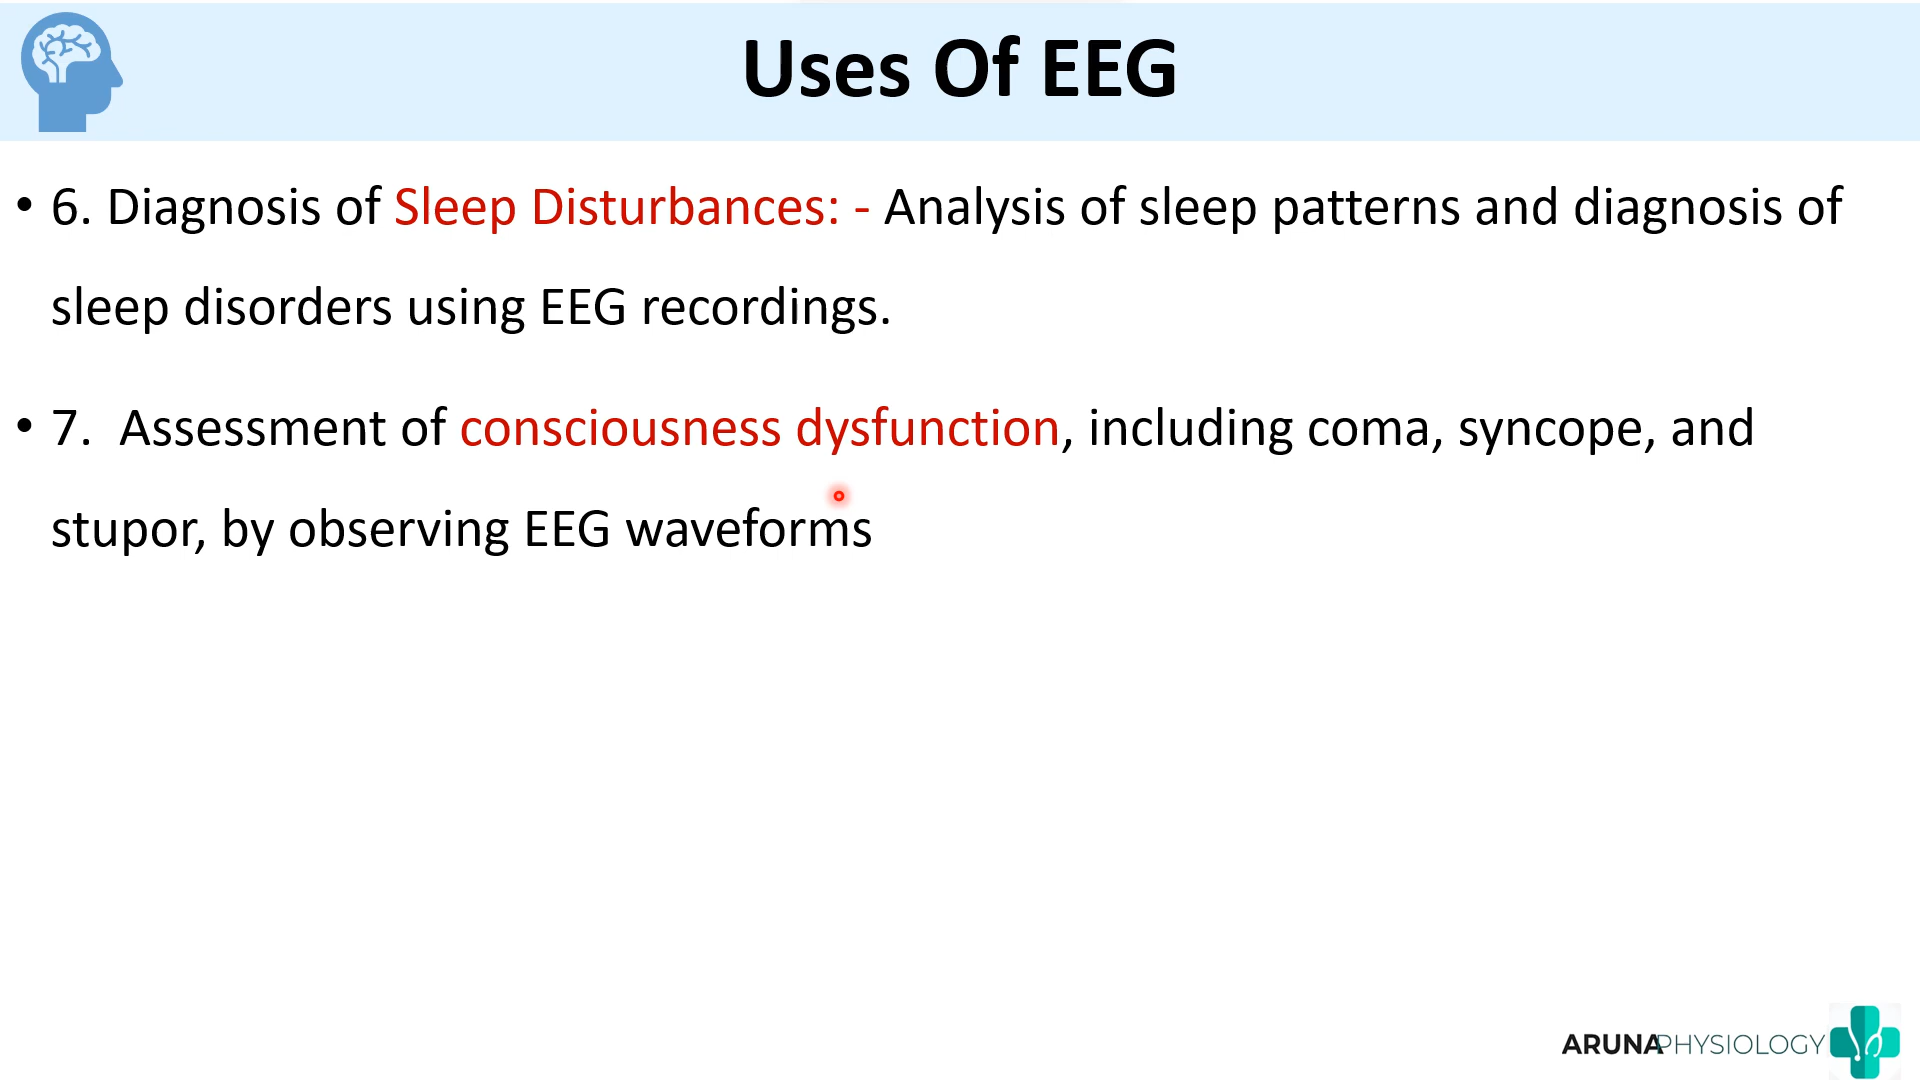 Uses Of EEG
• 6. Diagnosis of Sleep Disturbances: - Analysis of sleep patterns and diagnosis of
sleep disorders using EEG recordings.
• 7. Assessment of consciousness dysfunction, including coma, syncope, and
stupor, by observing EEG waveforms
ARUNAPHYSIOLOGY